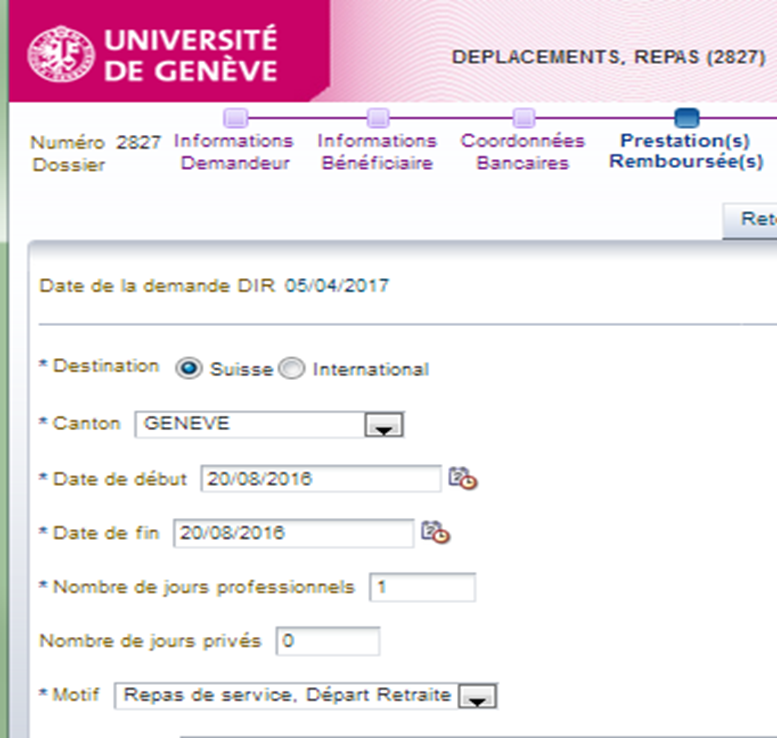 UNIVERSITÉ
DE GENÈVE
DEPLACEMENTS, REPAS (2827)
Numéro Dossier 2827
Informations Demandeur
Informations Bénéficiaire
Coordonnées Bancaires
Prestation(s) Remboursée(s)
Date de la demande DIR 05/04/2017
* Destination Suisse International
* Canton GENEVE
* Date de début 20/08/2016
* Date de fin 20/08/2016
* Nombre de jours professionnels 1
Nombre de jours privés 0
* Motif Repas de service, Départ Retraite